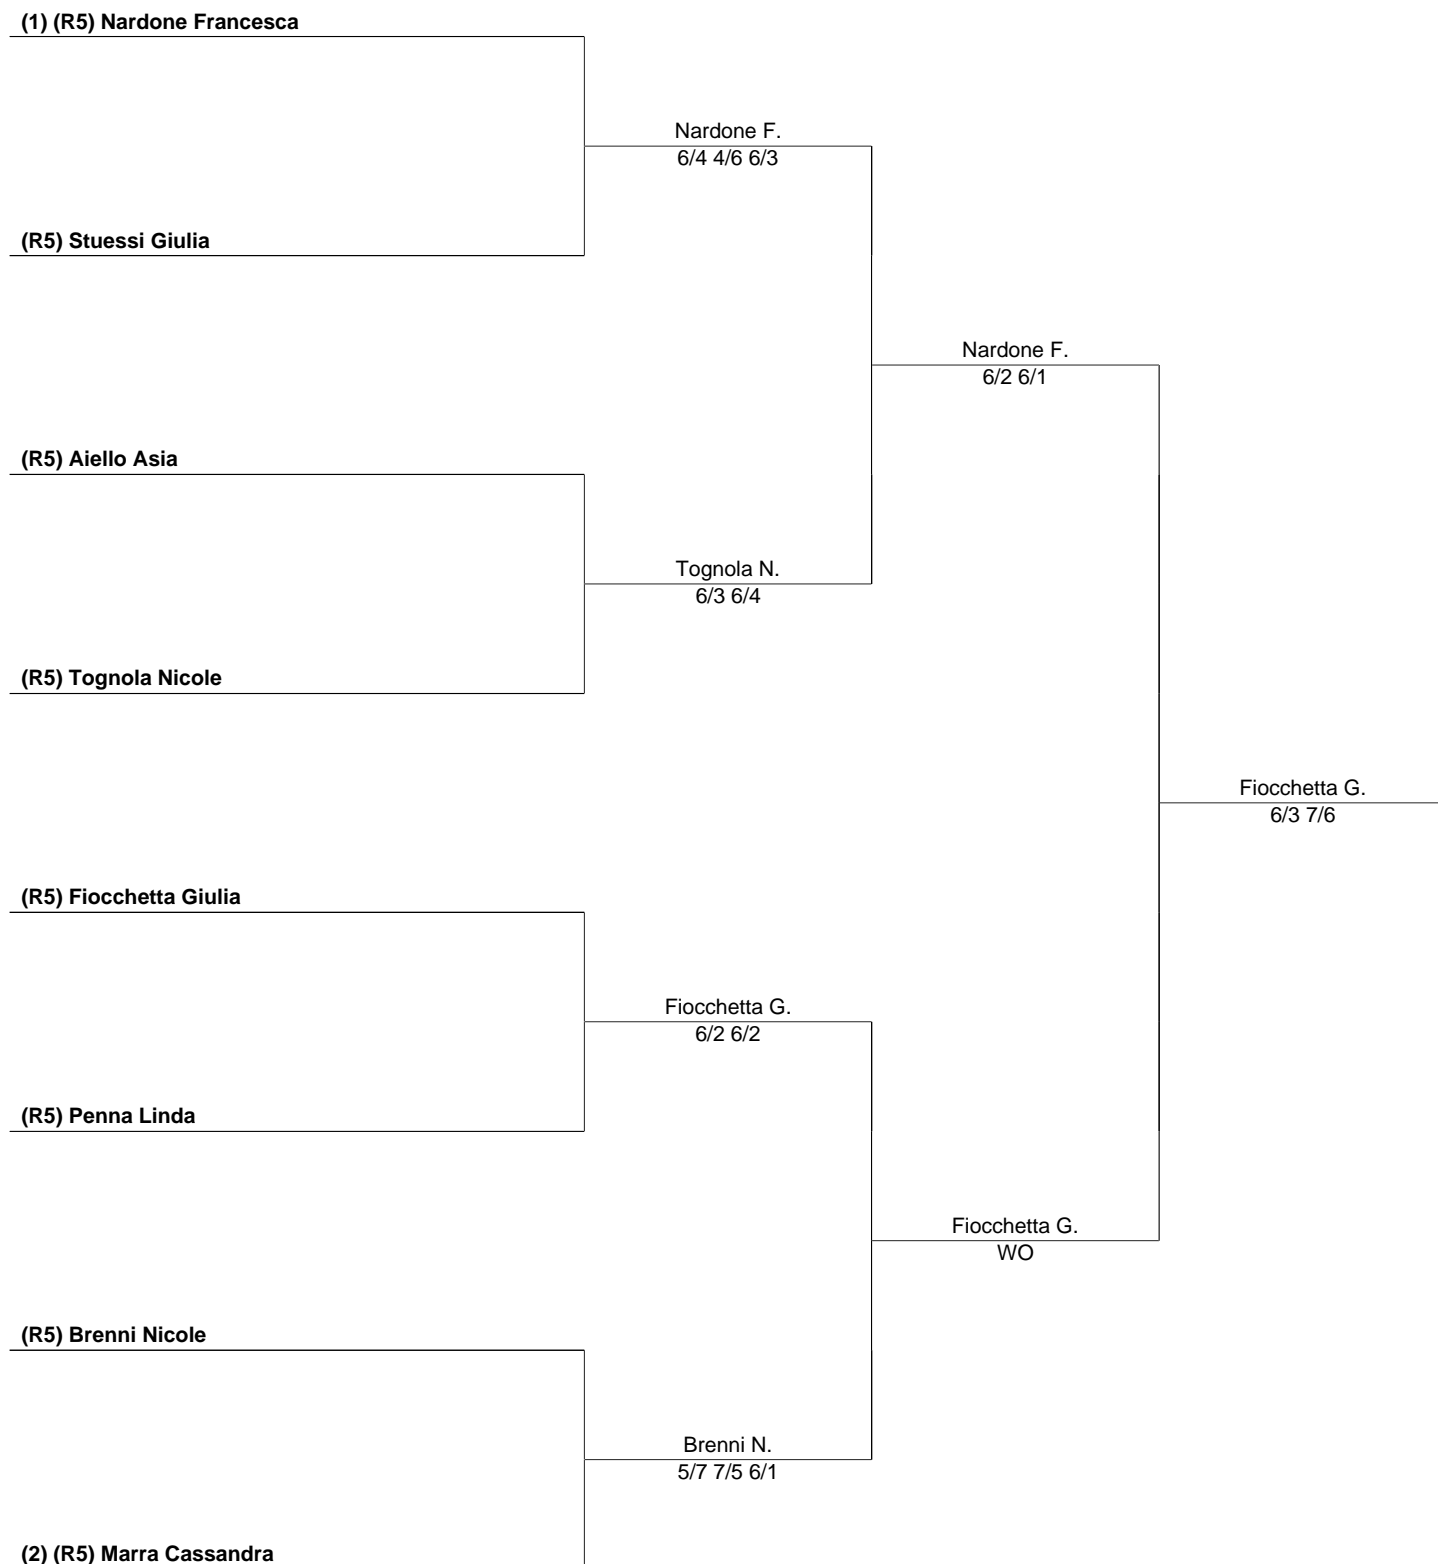 (1) (R5) Nardone Francesca
Nardone F.
6/4 4/6 6/3
(R5) Stuessi Giulia
Nardone F.
6/2 6/1
(R5) Aiello Asia
Tognola N.
6/3 6/4
(R5) Tognola Nicole
Fiocchetta G.
6/3 7/6
(R5) Fiocchetta Giulia
Fiocchetta G.
6/2 6/2
(R5) Penna Linda
Fiocchetta G.
WO
(R5) Brenni Nicole
Brenni N.
5/7 7/5 6/1
(2) (R5) Marra Cassandra